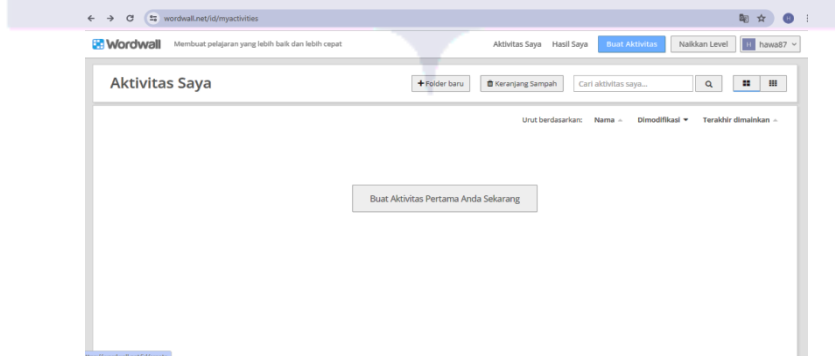 wordwall.net/id/myactivities
Wordwall Membuat pelajaran yang lebih baik dan lebih cepat Aktivitas Saya Hasil Saya Buat Aktivitas Naikkan Level H hawa87
Aktivitas Saya + Folder baru Keranjang Sampah Cari aktivitas saya...
Urut berdasarkan: Nama Dimodifikasi Terakhir dimainkan
Buat Aktivitas Pertama Anda Sekarang